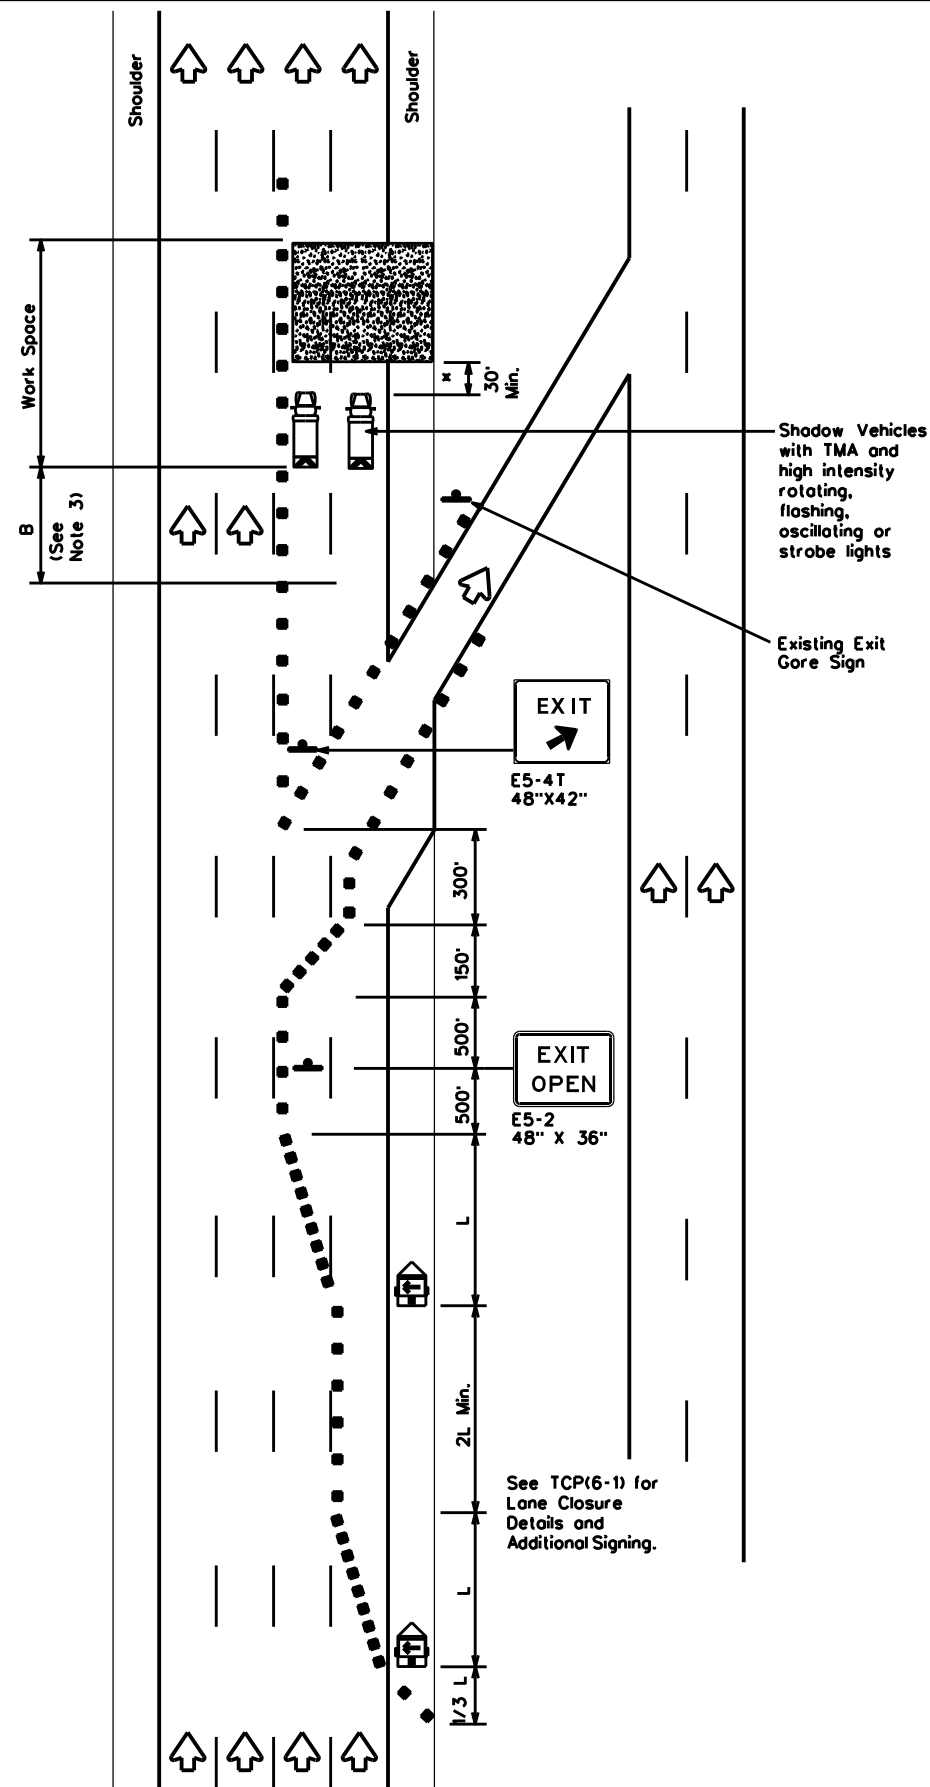 Shoulder
Shoulder
Work Space
x
30'
Min.
Shadow Vehicles
with TMA and
high intensity
rotating,
flashing,
oscillating or
strobe lights
B
(See
Note 3)
Existing Exit
Gore Sign
EXIT
E5-4T
48"X42"
300'
150'
500'
EXIT
OPEN
500'
E5-2
48" X 36"
L
2L Min.
See TCP(6-1) for
Lane Closure
Details and
Additional Signing.
L
1/3 L